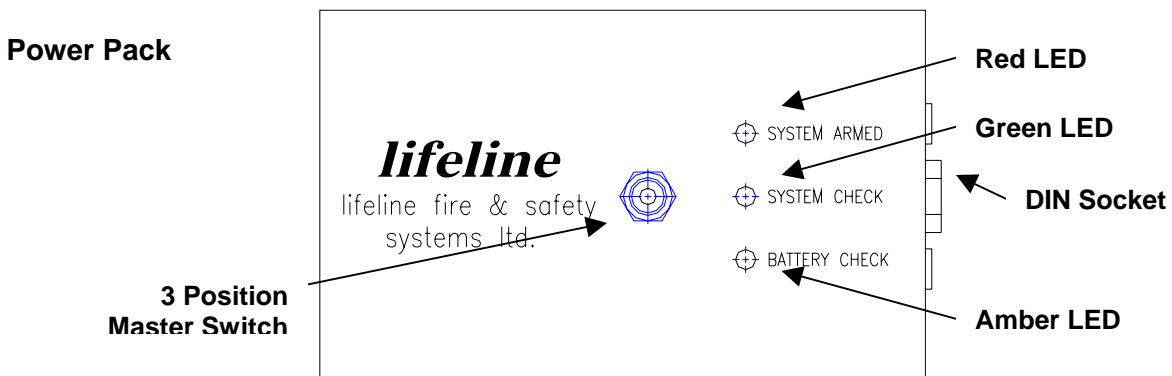 Power Pack
Red LED
SYSTEM ARMED
Green LED
lifeline
lifeline fire & safety
systems ltd.
SYSTEM CHECK
DIN Socket
BATTERY CHECK
3 Position
Master Switch
Amber LED